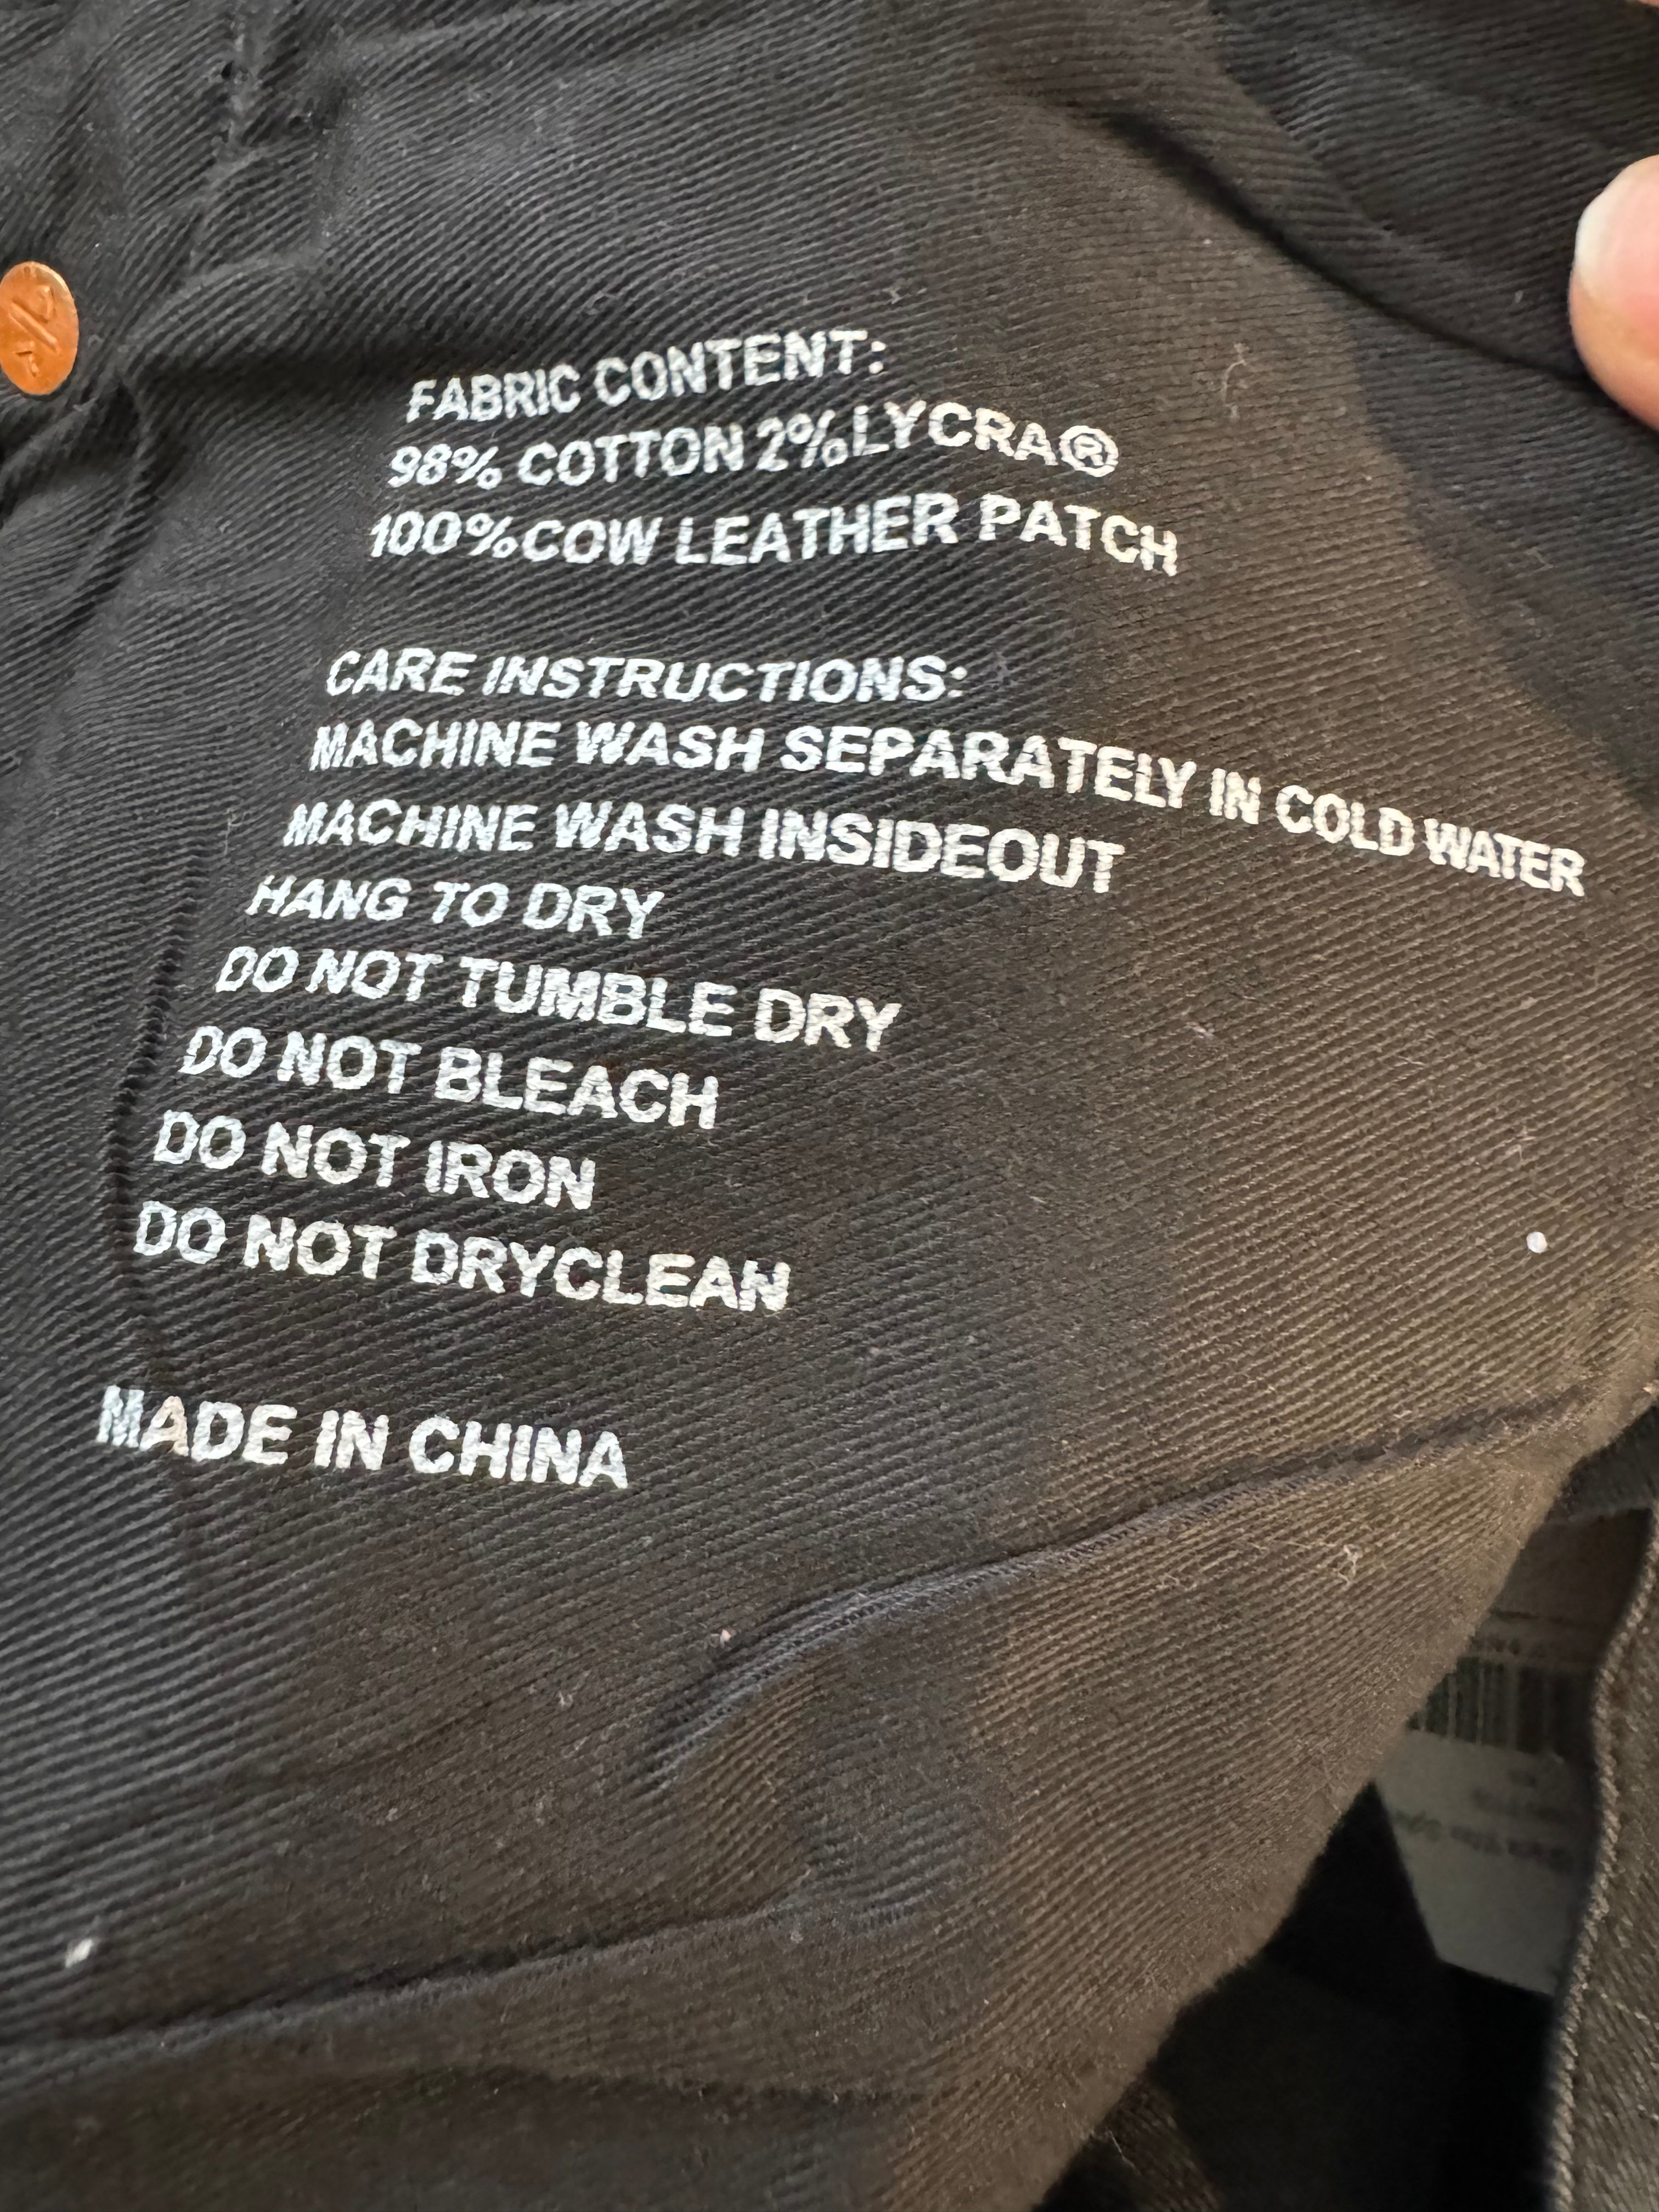 FABRIC CONTENT:
98% COTTON 2%LYCRA®
100%COW LEATHER PATCH
CARE INSTRUCTIONS:
MACHINE WASH SEPARATELY IN COLD WATER
MACHINE WASH INSIDEOUT
HANG TO DRY
DO NOT TUMBLE DRY
DO NOT BLEACH
DO NOT IRON
DO NOT DRYCLEAN
MADE IN CHINA